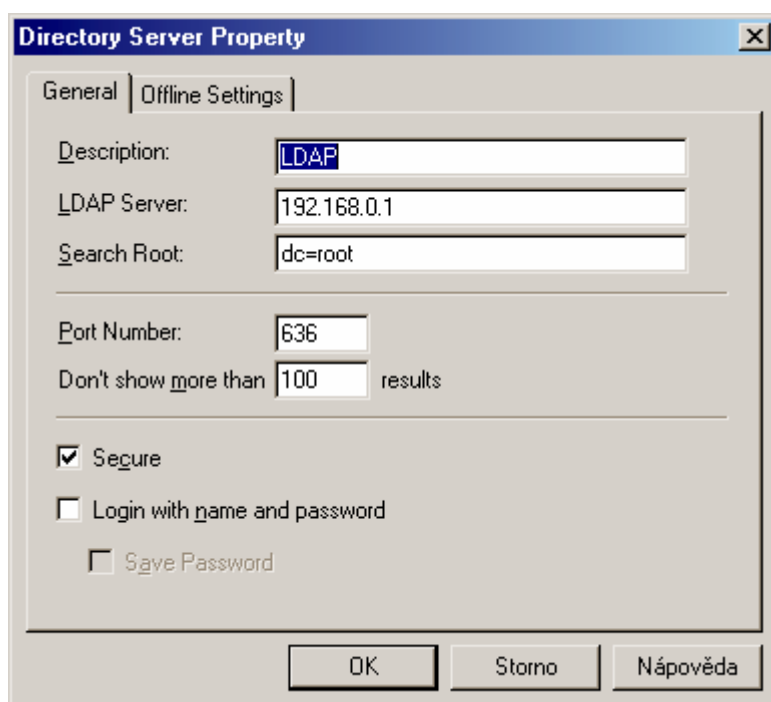 Directory Server Property
General Offline Settings
Description: LDAP
LDAP Server: 192.168.0.1
Search Root: dc=root
Port Number: 636
Don't show more than 100 results
Secure
Login with name and password
Save Password
OK Storno Nápověda